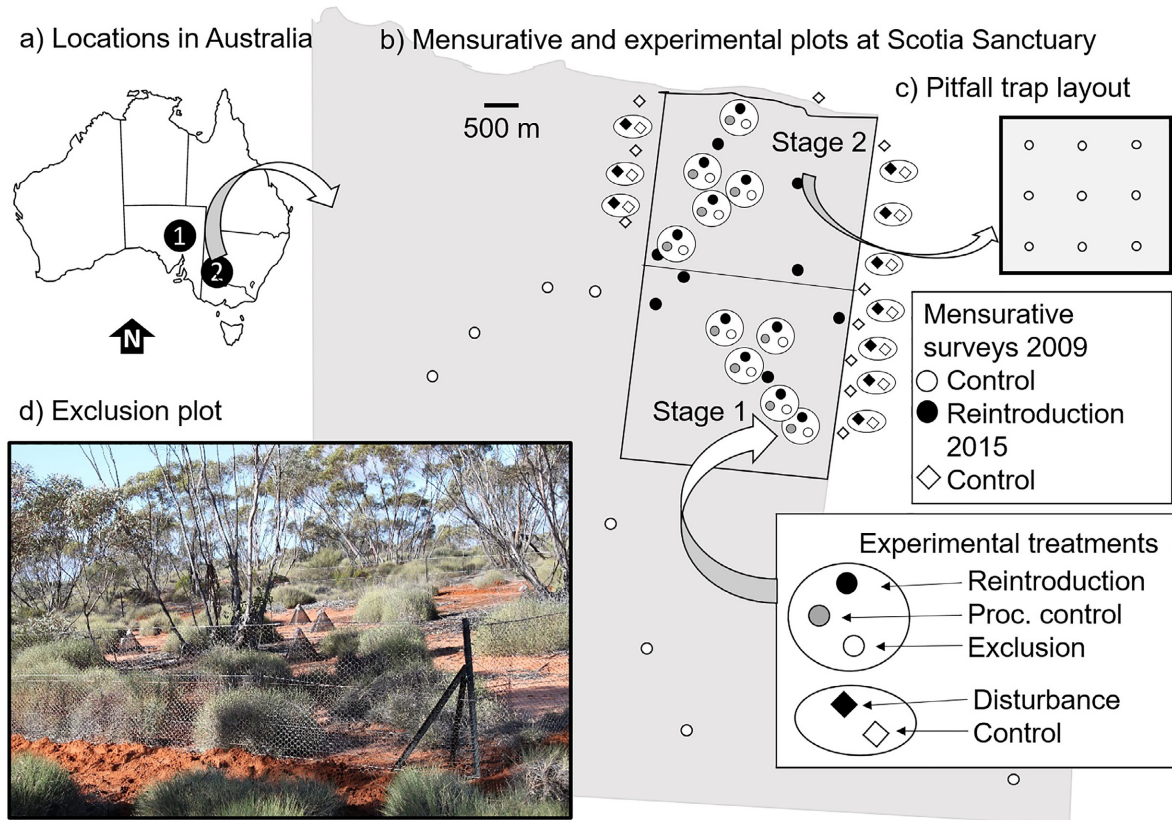 a) Locations in Australia
b) Mensurative and experimental plots at Scotia Sanctuary
500 m
Stage 2
c) Pitfall trap layout
1
2
N
Mensurative
surveys 2009
Control
Reintroduction
2015
Control
Stage 1
d) Exclusion plot
Experimental treatments
Reintroduction
Proc. control
Exclusion
Disturbance
Control